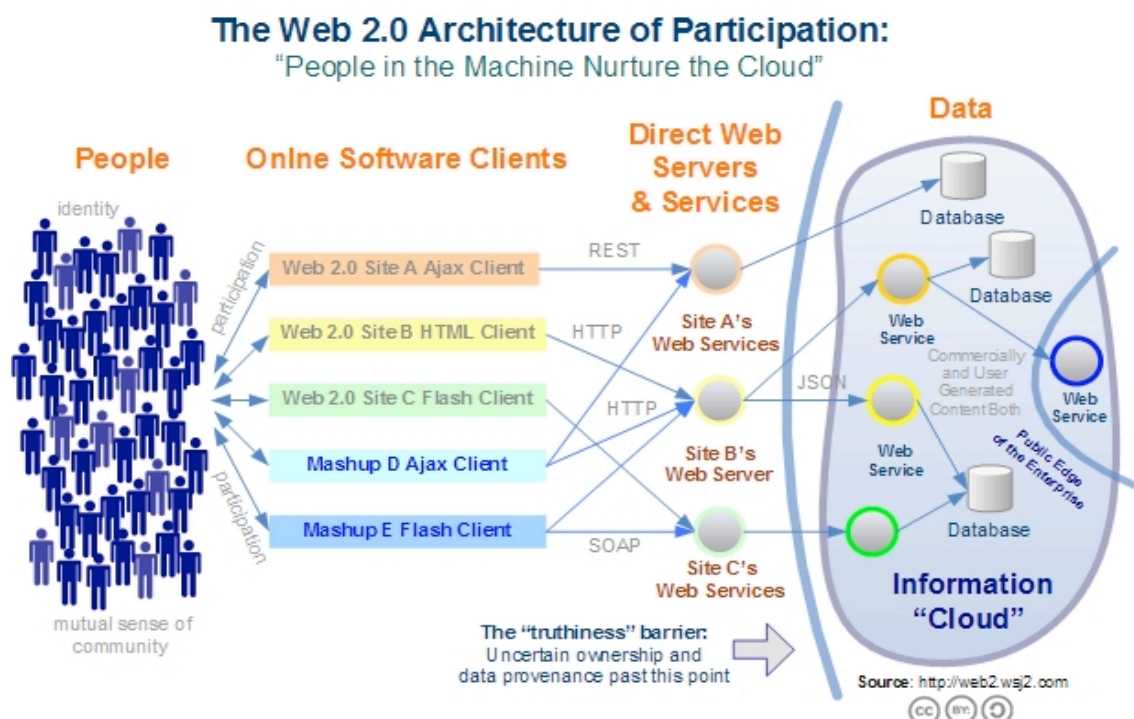 The Web 2.0 Architecture of Participation:
“People in the Machine Nurture the Cloud”
People
Onlne Software Clients
Direct Web
Servers
& Services
Data
identity
participation
participation
mutual sense of
community
Web 2.0 Site A Ajax Client
Web 2.0 Site B HTML Client
Web 2.0 Site C Flash Client
Mashup D Ajax Client
Mashup E Flash Client
REST
HTTP
HTTP
SOAP
Site A's
Web Services
Site B's
Web Server
Site C's
Web Services
JSON
Database
Database
Web
Service
Commercially
and User
Generated
Content Both
Web
Service
Web
Service
Public Edge
of the Enterprise
Database
Information
“Cloud”
The “truthiness” barrier:
Uncertain ownership and
data provenance past this point
Source: http://web2.wsj2.com
cc BY: